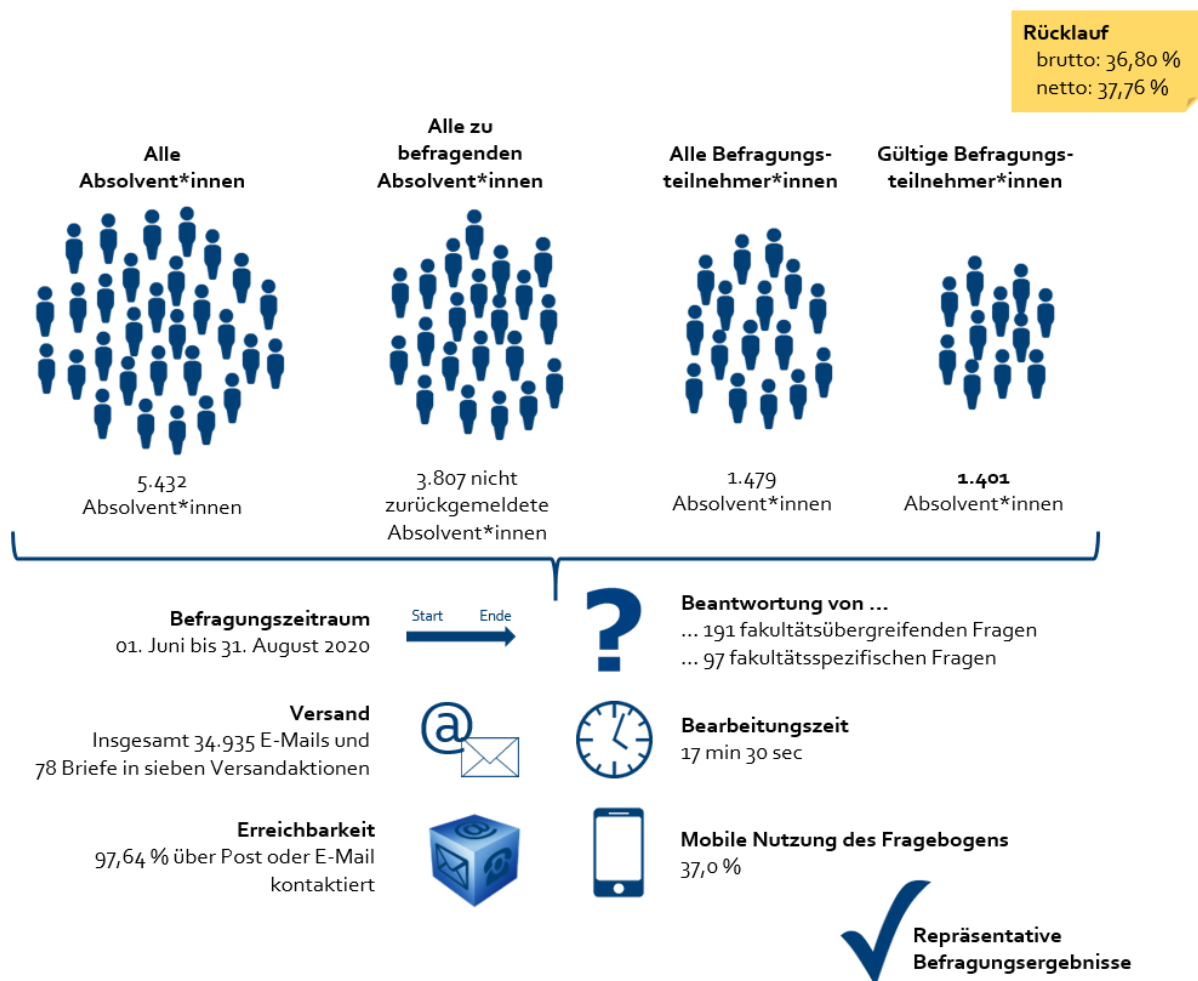 Rücklauf
brutto: 36,80 %
netto: 37,76 %
Alle
Absolvent*innen
Alle zu
befragenden
Absolvent*innen
Alle Befragungs-
teilnehmer*innen
Gültige Befragungs-
teilnehmer*innen
5.432
Absolvent*innen
3.807 nicht
zurückgemeldete
Absolvent*innen
1.479
Absolvent*innen
1.401
Absolvent*innen
Befragungszeitraum
01. Juni bis 31. August 2020
Start Ende
?
Beantwortung von ...
... 191 fakultätsübergreifenden Fragen
... 97 fakultätsspezifischen Fragen
Versand
Insgesamt 34.935 E-Mails und
78 Briefe in sieben Versandaktionen
@
Bearbeitungszeit
17 min 30 sec
Erreichbarkeit
97,64 % über Post oder E-Mail
kontaktiert
@
Mobile Nutzung des Fragebogens
37,0 %
Repräsentative
Befragungsergebnisse